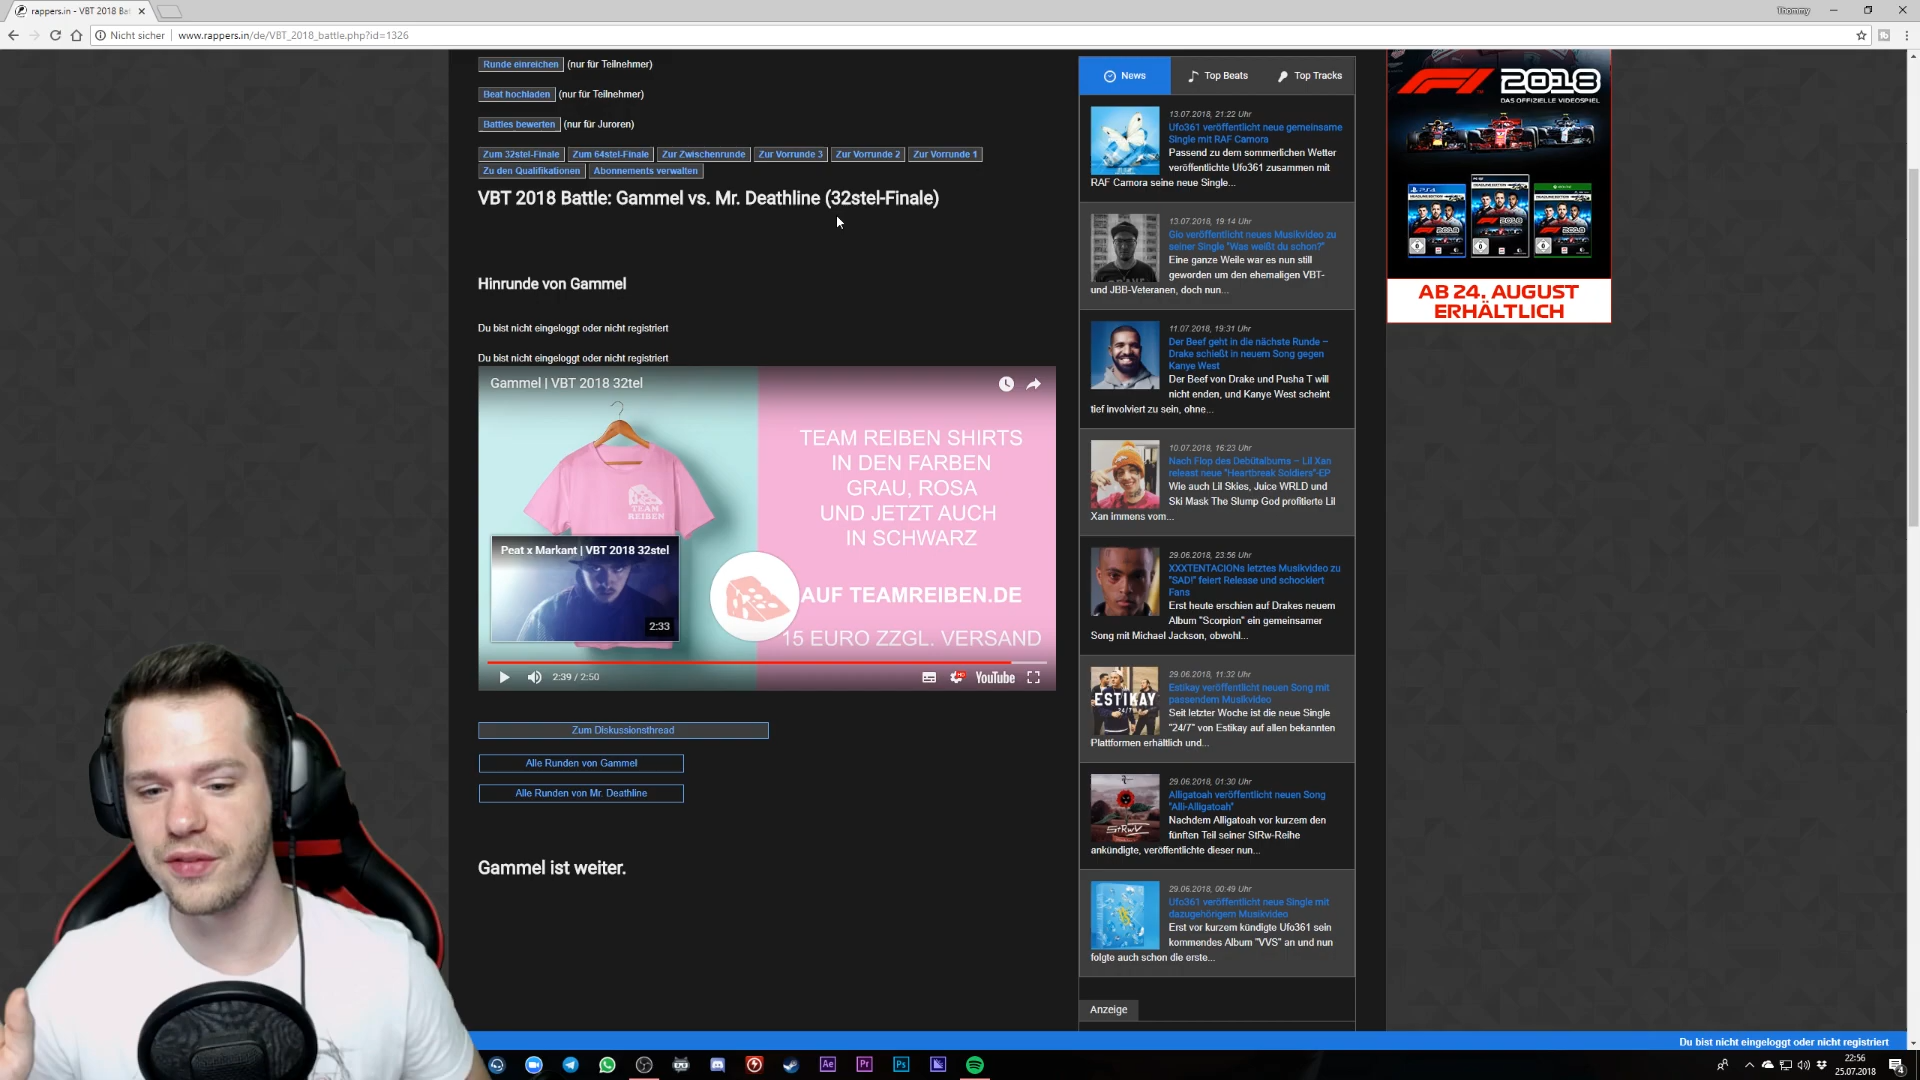 rappers.in - VBT 2018 Bat
Thommy
Nicht sicher
www.rappers.in/de/VBT_2018_battle.php?id=1326
Runde einreichen (nur für Teilnehmer)
Beat hochladen (nur für Teilnehmer)
Battles bewerten (nur für Juroren)
Zum 32stel-Finale Zum 64stel-Finale Zur Zwischenrunde Zur Vorrunde 3 Zur Vorrunde 2 Zur Vorrunde 1
Zu den Qualifikationen Abonnements verwalten
VBT 2018 Battle: Gammel vs. Mr. Deathline (32stel-Finale)
Hinrunde von Gammel
Du bist nicht eingeloggt oder nicht registriert
Du bist nicht eingeloggt oder nicht registriert
Gammel | VBT 2018 32tel
TEAM REIBEN SHIRTS
IN DEN FARBEN
GRAU, ROSA
UND JETZT AUCH
IN SCHWARZ
AUF TEAMREIBEN.DE
15 EURO ZZGL. VERSAND
TEAM
REIBEN
Peat x Markant | VBT 2018 32stel
2:33
2:39 / 2:50
HD
YouTube
Zum Diskussionsthread
Alle Runden von Gammel
Alle Runden von Mr. Deathline
Gammel ist weiter.
News
Top Beats
Top Tracks
13.07.2018, 21:22 Uhr
Ufo361 veröffentlicht neue gemeinsame
Single mit RAF Camora
Passend zu dem sommerlichen Wetter
veröffentlichte Ufo361 zusammen mit
RAF Camora seine neue Single...
13.07.2018, 19:14 Uhr
Gio veröffentlicht neues Musikvideo zu
seiner Single "Was weißt du schon?"
Eine ganze Weile war es nun still
geworden um den ehemaligen VBT-
und JBB-Veteranen, doch nun...
11.07.2018, 19:31 Uhr
Der Beef geht in die nächste Runde –
Drake schießt in neuem Song gegen
Kanye West
Der Beef von Drake und Pusha T will
nicht enden, und Kanye West scheint
tief involviert zu sein, ohne...
10.07.2018, 16:23 Uhr
Nach Flop des Debütalbums – Lil Xan
releast neue "Heartbreak Soldiers"-EP
Wie auch Lil Skies, Juice WRLD und
Ski Mask The Slump God profitierte Lil
Xan immens vom...
29.06.2018, 23:56 Uhr
XXXTENTACIONs letztes Musikvideo zu
"SAD!" feiert Release und schockiert
Fans
Erst heute erschien auf Drakes neuem
Album "Scorpion" ein gemeinsamer
Song mit Michael Jackson, obwohl...
29.06.2018, 11:32 Uhr
Estikay veröffentlicht neuen Song mit
passendem Musikvideo
Seit letzter Woche ist die neue Single
"24/7" von Estikay auf allen bekannten
Plattformen erhältlich und...
ESTIKAY
24/7
29.06.2018, 01:30 Uhr
Alligatoah veröffentlicht neuen Song
"Alli-Alligatoah"
Nachdem Alligatoah vor kurzem den
fünften Teil seiner StRw-Reihe
ankündigte, veröffentlichte dieser nun...
StRwV
29.06.2018, 00:49 Uhr
Ufo361 veröffentlicht neue Single mit
dazugehörigem Musikvideo
Erst vor kurzem kündigte Ufo361 sein
kommendes Album "VVS" an und nun
folgte auch schon die erste...
Anzeige
F1 2018
DAS OFFIZIELLE VIDEOSPIEL
AB 24. AUGUST
ERHÄLTLICH
Du bist nicht eingeloggt oder nicht registriert
Ae
Pr
Ps
22:56
25.07.2018
4